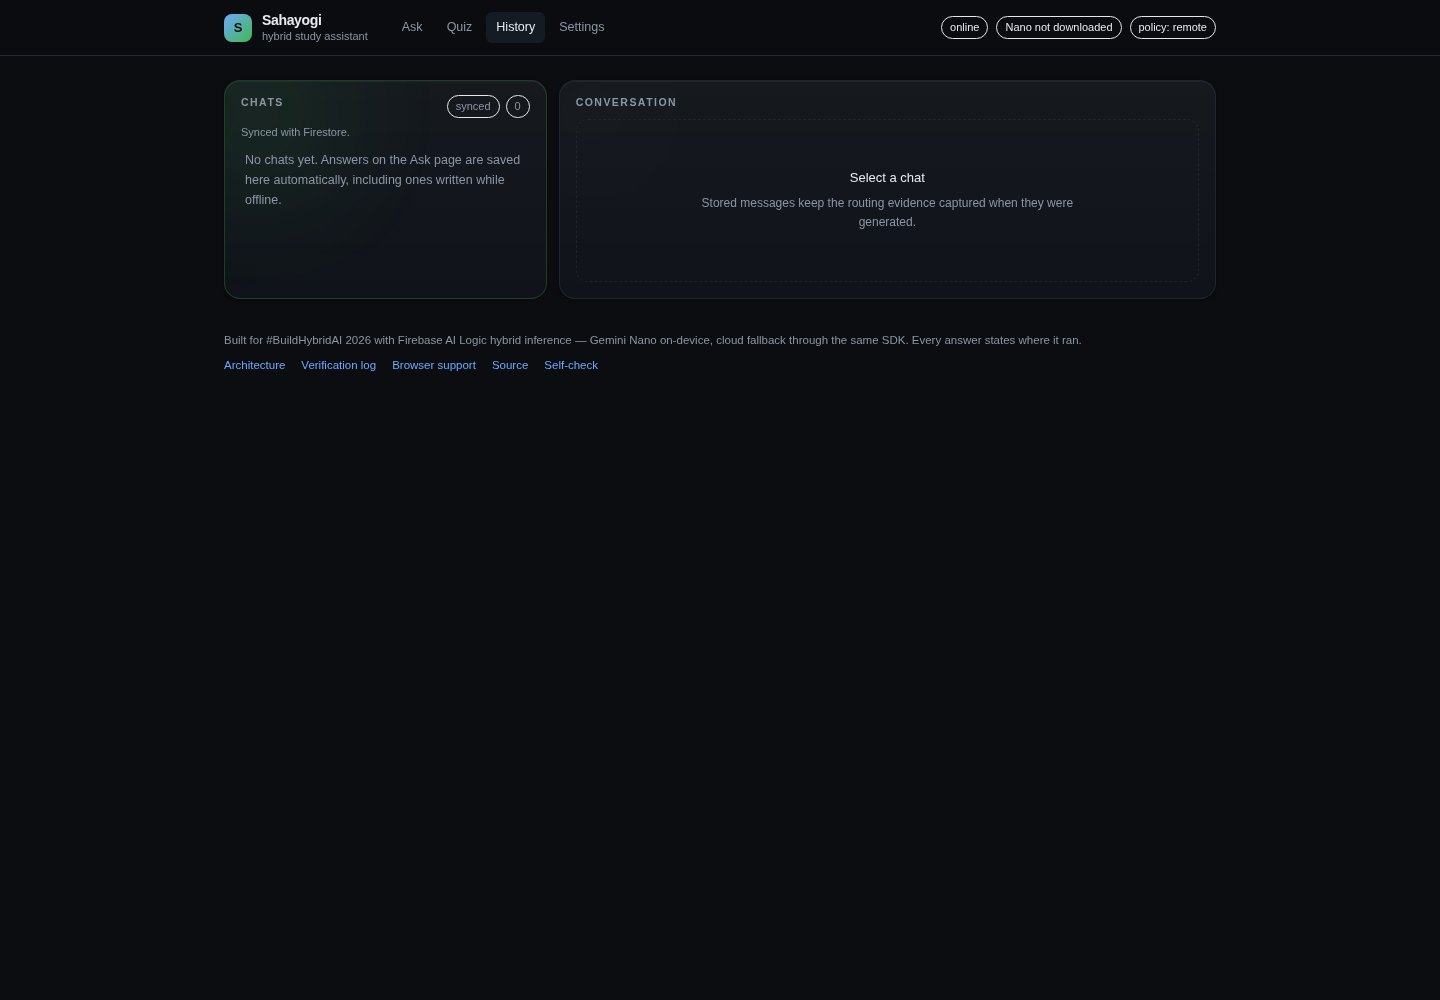 S
Sahayogi
hybrid study assistant
Ask
Quiz
History
Settings
online
Nano not downloaded
policy: remote
CHATS
synced
0
Synced with Firestore.
No chats yet. Answers on the Ask page are saved
here automatically, including ones written while
offline.
CONVERSATION
Select a chat
Stored messages keep the routing evidence captured when they were
generated.
Built for #BuildHybridAI 2026 with Firebase AI Logic hybrid inference — Gemini Nano on-device, cloud fallback through the same SDK. Every answer states where it ran.
Architecture
Verification log
Browser support
Source
Self-check